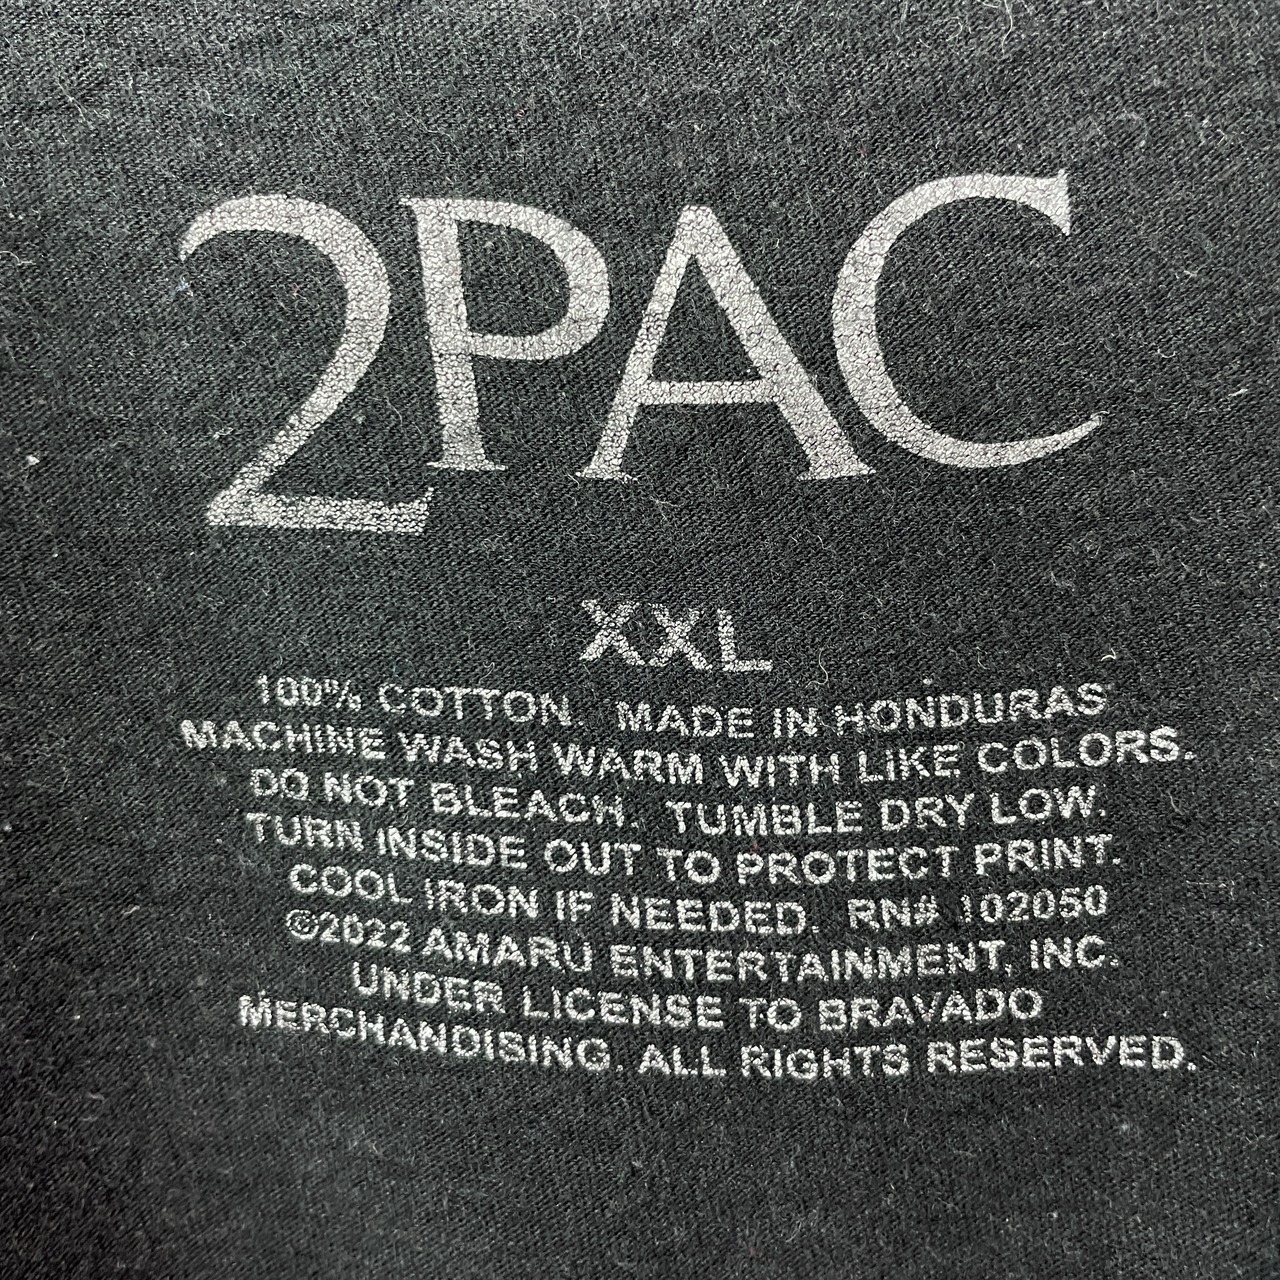 2PAC
XXL
100% COTTON. MADE IN HONDURAS
MACHINE WASH WARM WITH LIKE COLORS.
DO NOT BLEACH. TUMBLE DRY LOW.
TURN INSIDE OUT TO PROTECT PRINT.
COOL IRON IF NEEDED. RN# 102050
©2022 AMARU ENTERTAINMENT, INC.
UNDER LICENSE TO BRAVADO
MERCHANDISING. ALL RIGHTS RESERVED.